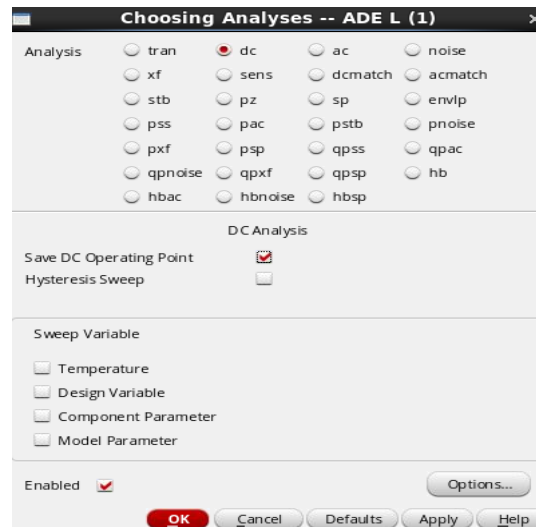 Choosing Analyses -- ADE L (1)
Analysis tran dc ac noise
xf sens dcmatch acmatch
stb pz sp envlp
pss pac pstb pnoise
pxf psp qpss qpac
qpnoise qpxf qpsp hb
hbac hbnoise hbsp
DC Analysis
Save DC Operating Point
Hysteresis Sweep
Sweep Variable
Temperature
Design Variable
Component Parameter
Model Parameter
Enabled Options...
OK Cancel Defaults Apply Help